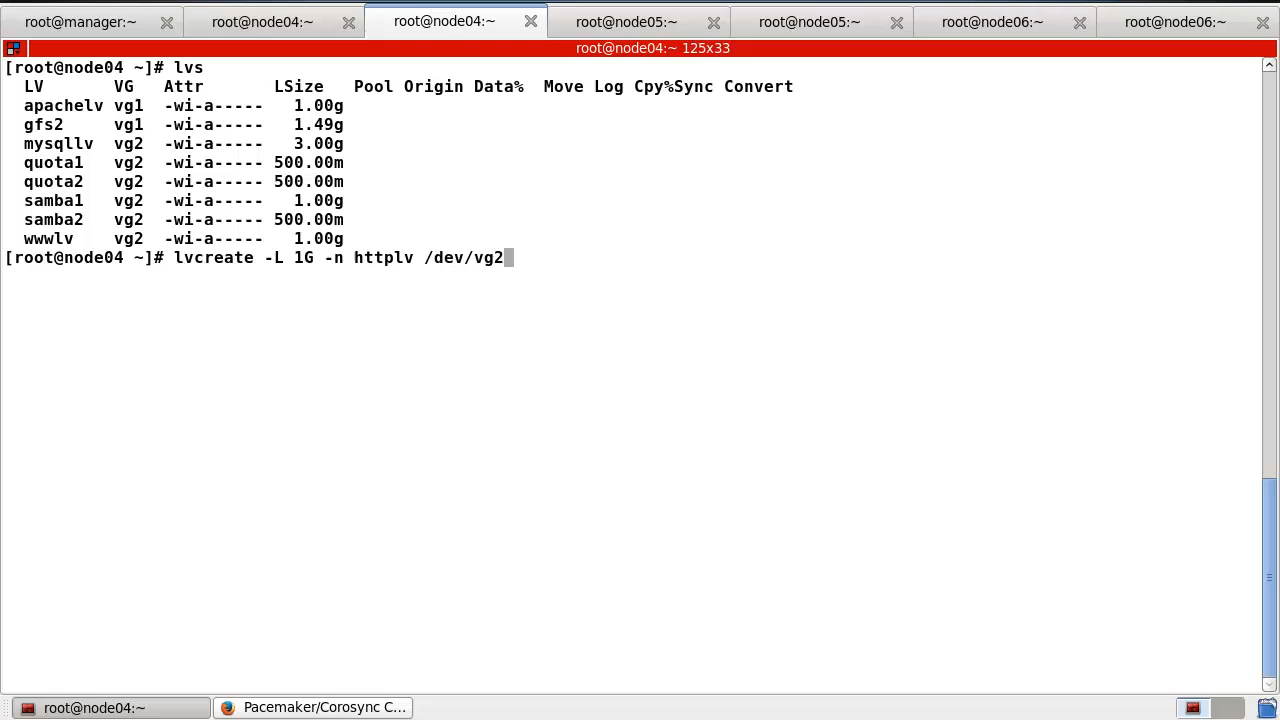 root@manager:~ root@node04:~ root@node04:~ root@node05:~ root@node05:~ root@node06:~ root@node06:~
root@node04:~ 125x33
[root@node04 ~]# lvs
LV VG Attr LSize Pool Origin Data% Move Log Cpy%Sync Convert
apachelv vg1 -wi-a----- 1.00g
gfs2 vg1 -wi-a----- 1.49g
mysqllv vg2 -wi-a----- 3.00g
quota1 vg2 -wi-a----- 500.00m
quota2 vg2 -wi-a----- 500.00m
samba1 vg2 -wi-a----- 1.00g
samba2 vg2 -wi-a----- 500.00m
wwwlv vg2 -wi-a----- 1.00g
[root@node04 ~]# lvcreate -L 1G -n httplv /dev/vg2
root@node04:~ Pacemaker/Corosync C...